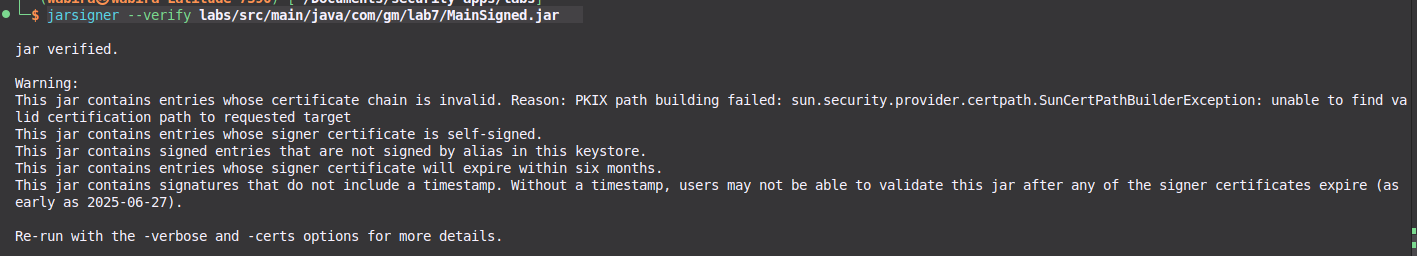 $ jarsigner --verify labs/src/main/java/com/gm/lab7/MainSigned.jar
jar verified.
Warning:
This jar contains entries whose certificate chain is invalid. Reason: PKIX path building failed: sun.security.provider.certpath.SunCertPathBuilderException: unable to find va
lid certification path to requested target
This jar contains entries whose signer certificate is self-signed.
This jar contains signed entries that are not signed by alias in this keystore.
This jar contains entries whose signer certificate will expire within six months.
This jar contains signatures that do not include a timestamp. Without a timestamp, users may not be able to validate this jar after any of the signer certificates expire (as
early as 2025-06-27).
Re-run with the -verbose and -certs options for more details.